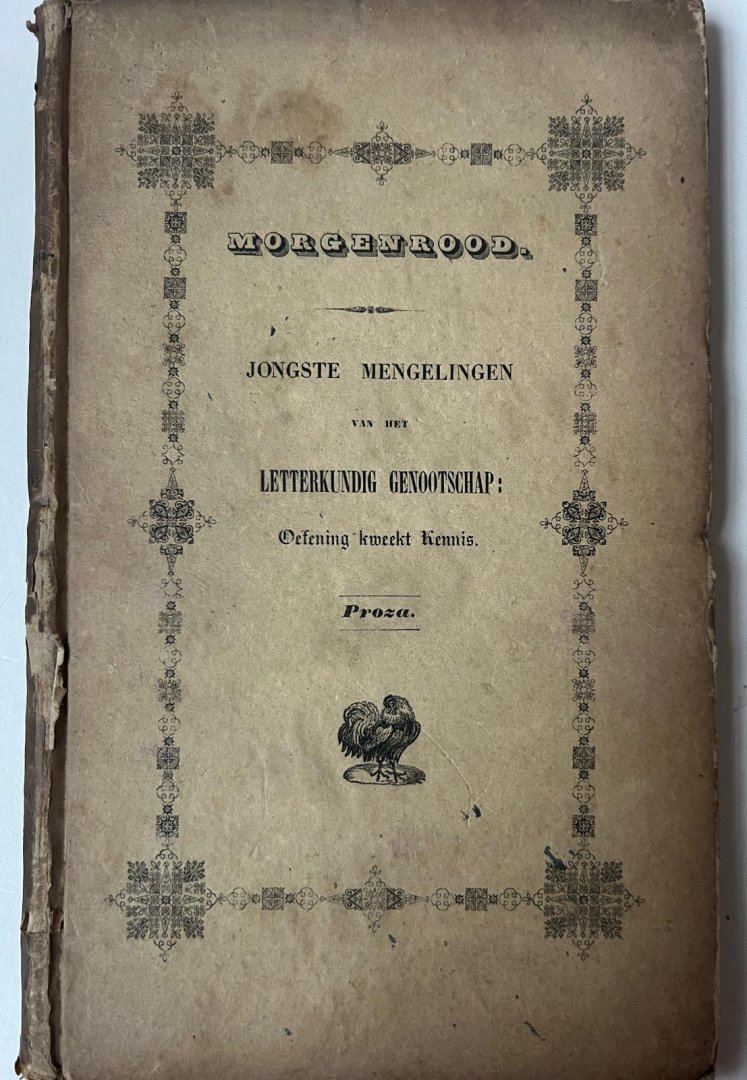 MORGENROOD.
JONGSTE MENGELINGEN
VAN HET
LETTERKUNDIG GENOOTSCHAP:
Oefening kweekt Kennis.
Proza.